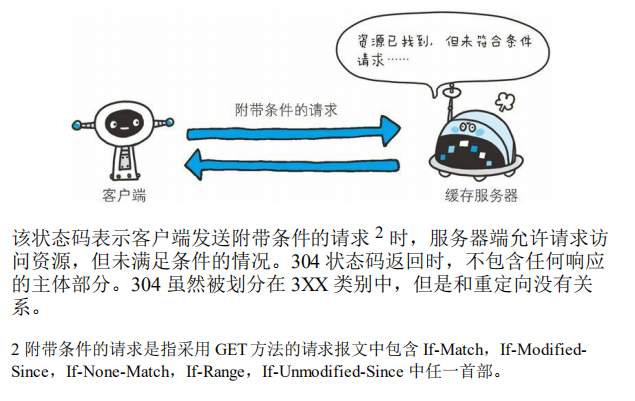 资源已找到，但未符合条件
请求……
附带条件的请求
客户端
缓存服务器
该状态码表示客户端发送附带条件的请求 2 时，服务器端允许请求访
问资源，但未满足条件的情况。304 状态码返回时，不包含任何响应
的主体部分。304 虽然被划分在 3XX 类别中，但是和重定向没有关
系。
2 附带条件的请求是指采用 GET 方法的请求报文中包含 If-Match，If-Modified-
Since，If-None-Match，If-Range，If-Unmodified-Since 中任一首部。